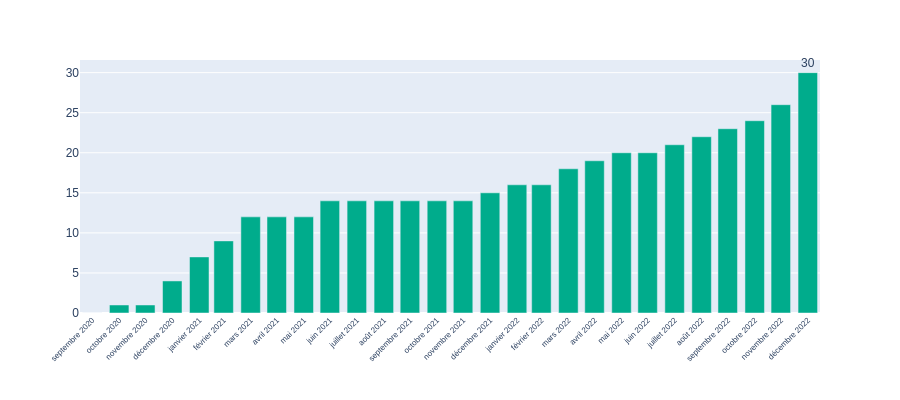 30
30
25
20
15
10
5
0
septembre 2020
octobre 2020
novembre 2020
décembre 2020
janvier 2021
février 2021
mars 2021
avril 2021
mai 2021
juin 2021
juillet 2021
août 2021
septembre 2021
octobre 2021
novembre 2021
décembre 2021
janvier 2022
février 2022
mars 2022
avril 2022
mai 2022
juin 2022
juillet 2022
août 2022
septembre 2022
octobre 2022
novembre 2022
décembre 2022